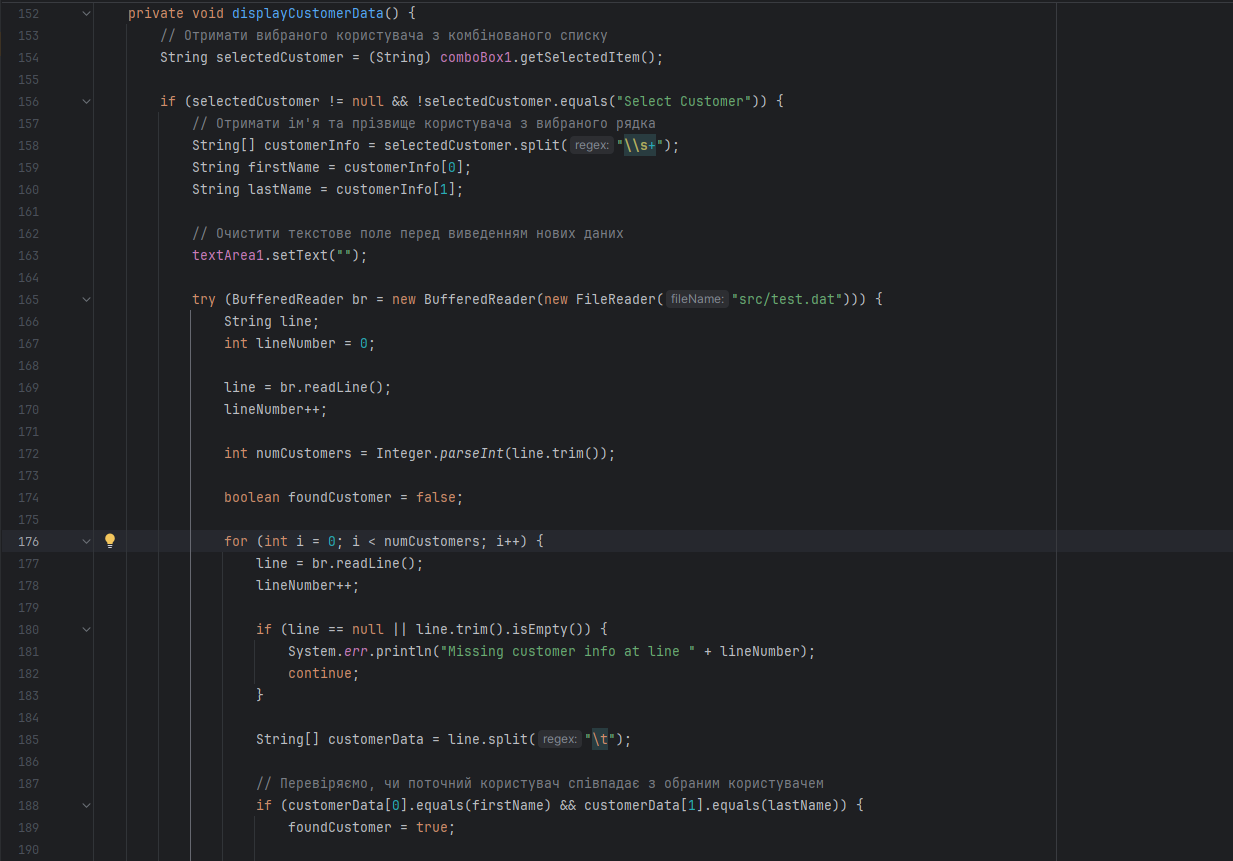 152 private void displayCustomerData() {
153 // Отримати вибраного користувача з комбінованого списку
154 String selectedCustomer = (String) comboBox1.getSelectedItem();
155
156 if (selectedCustomer != null && !selectedCustomer.equals("Select Customer")) {
157 // Отримати ім'я та прізвище користувача з вибраного рядка
158 String[] customerInfo = selectedCustomer.split( regex: "\\s+");
159 String firstName = customerInfo[0];
160 String lastName = customerInfo[1];
161
162 // Очистити текстове поле перед виведенням нових даних
163 textArea1.setText("");
164
165 try (BufferedReader br = new BufferedReader(new FileReader( fileName: "src/test.dat"))) {
166 String line;
167 int lineNumber = 0;
168
169 line = br.readLine();
170 lineNumber++;
171
172 int numCustomers = Integer.parseInt(line.trim());
173
174 boolean foundCustomer = false;
175
176 for (int i = 0; i < numCustomers; i++) {
177 line = br.readLine();
178 lineNumber++;
179
180 if (line == null || line.trim().isEmpty()) {
181 System.err.println("Missing customer info at line " + lineNumber);
182 continue;
183 }
184
185 String[] customerData = line.split( regex: "\t");
186
187 // Перевіряємо, чи поточний користувач співпадає з обраним користувачем
188 if (customerData[0].equals(firstName) && customerData[1].equals(lastName)) {
189 foundCustomer = true;
190